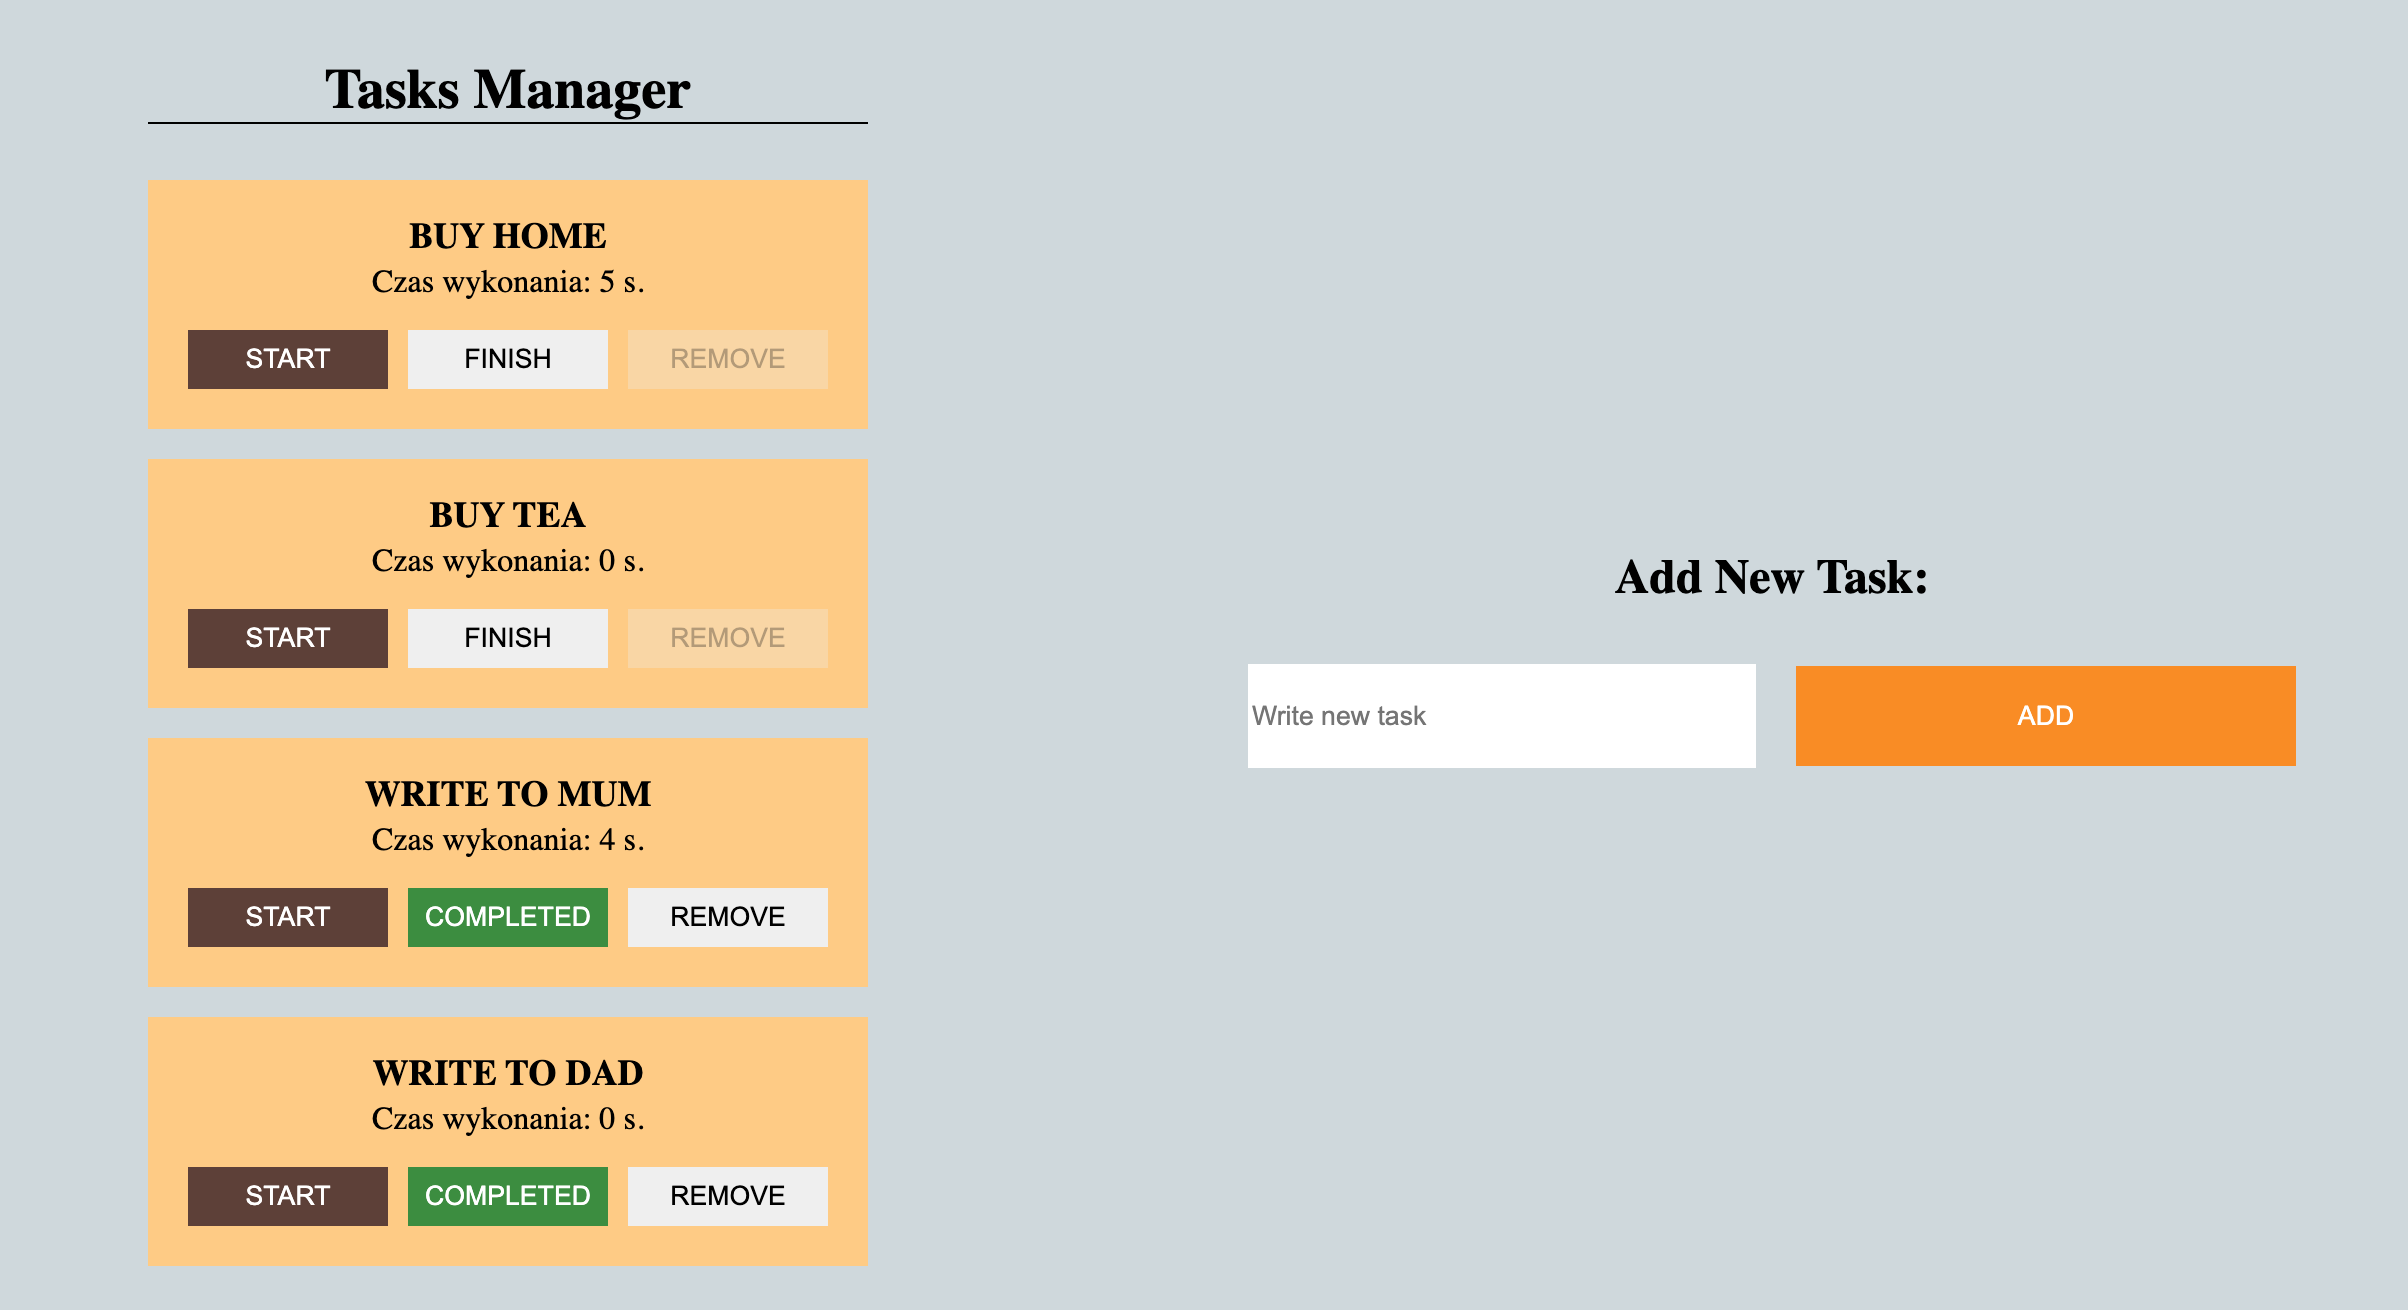 Tasks Manager
BUY HOME
Czas wykonania: 5 s.
START FINISH REMOVE
BUY TEA
Czas wykonania: 0 s.
START FINISH REMOVE
WRITE TO MUM
Czas wykonania: 4 s.
START COMPLETED REMOVE
WRITE TO DAD
Czas wykonania: 0 s.
START COMPLETED REMOVE
Add New Task:
Write new task ADD